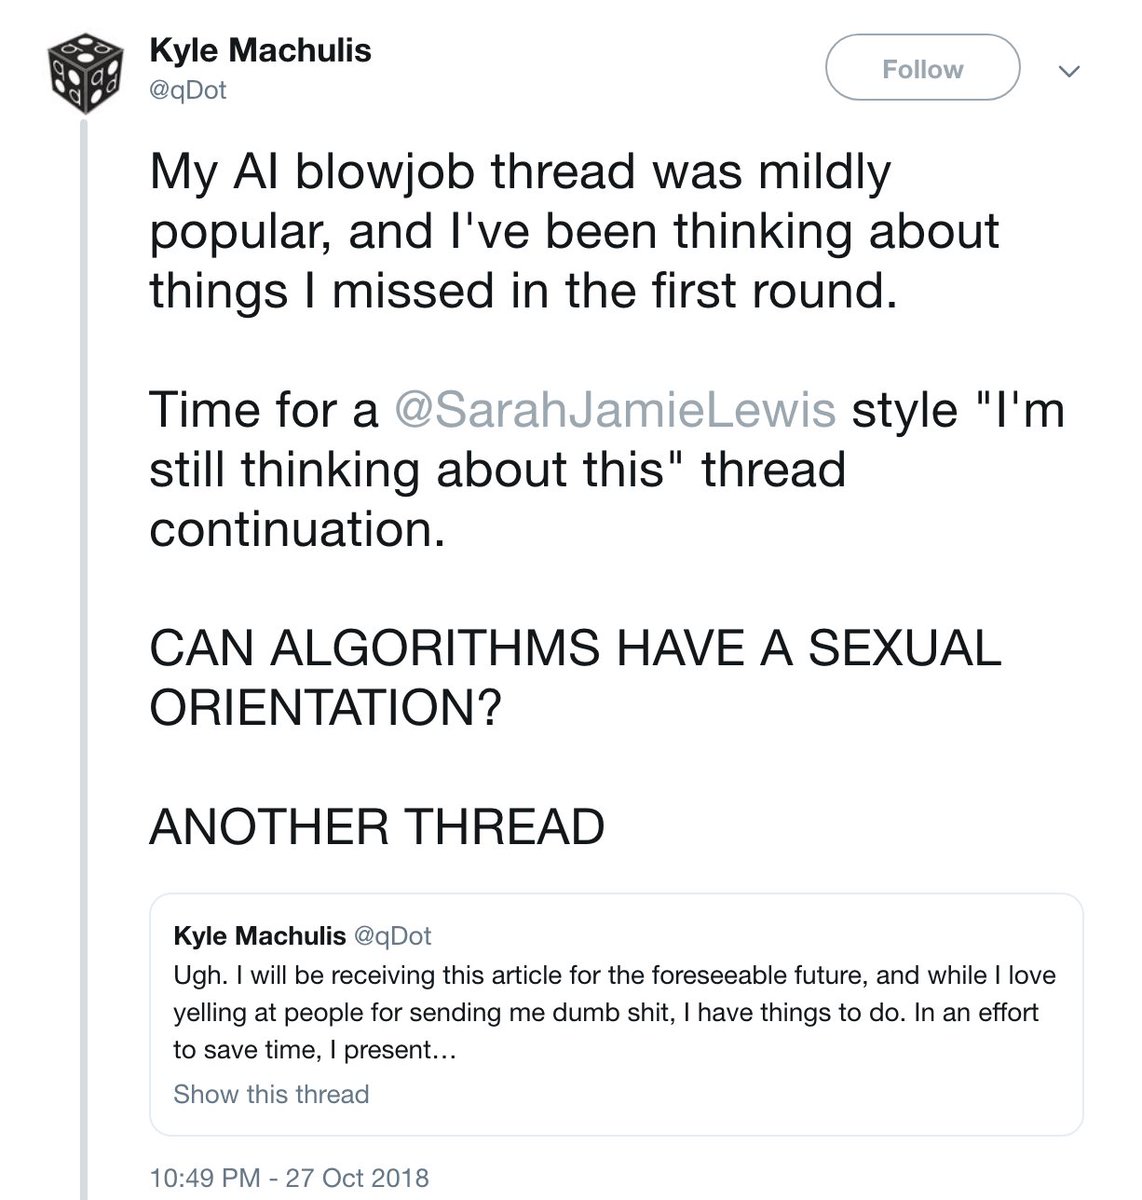 Kyle Machulis
@qDot
Follow
My AI blowjob thread was mildly
popular, and I've been thinking about
things I missed in the first round.
Time for a @SarahJamieLewis style "I'm
still thinking about this" thread
continuation.
CAN ALGORITHMS HAVE A SEXUAL
ORIENTATION?
ANOTHER THREAD
Kyle Machulis @qDot
Ugh. I will be receiving this article for the foreseeable future, and while I love
yelling at people for sending me dumb shit, I have things to do. In an effort
to save time, I present…
Show this thread
10:49 PM - 27 Oct 2018